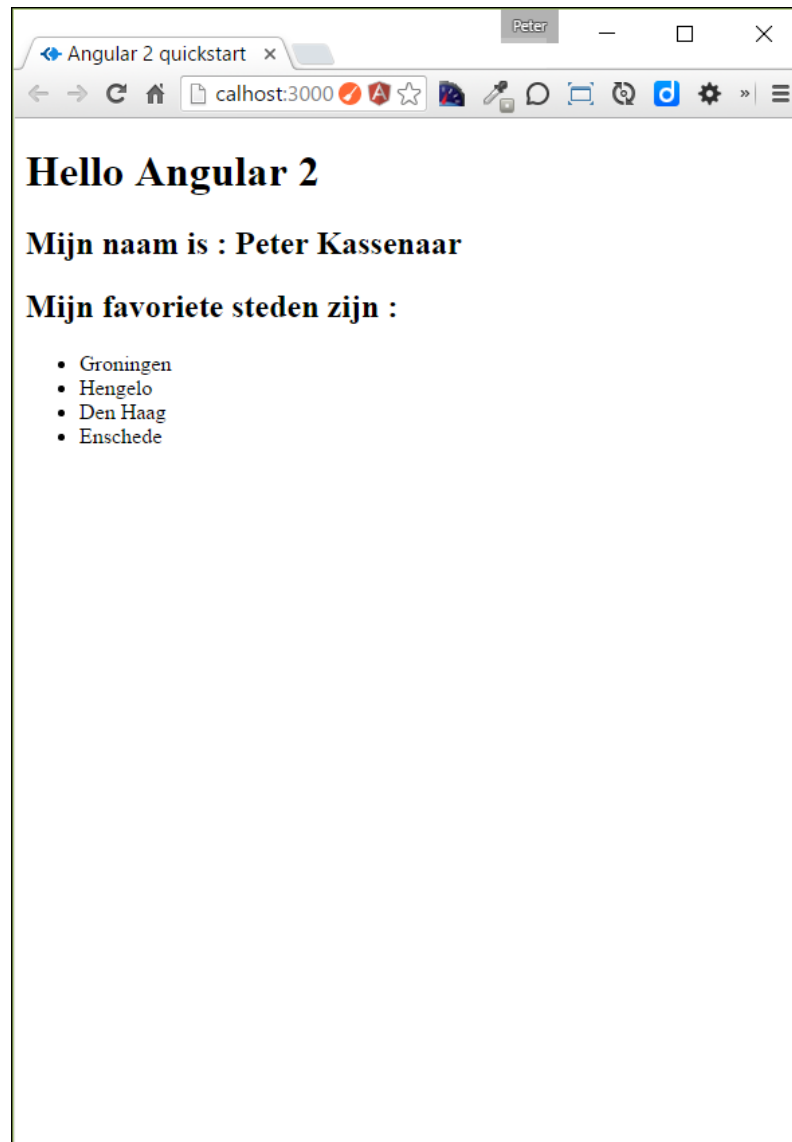 Peter
Angular 2 quickstart
calhost:3000
Hello Angular 2
Mijn naam is : Peter Kassenaar
Mijn favoriete steden zijn :
Groningen
Hengelo
Den Haag
Enschede